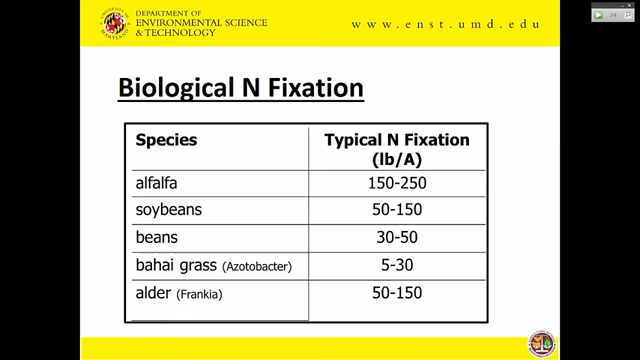 DEPARTMENT OF
ENVIRONMENTAL SCIENCE
& TECHNOLOGY
www.enst.umd.edu
Biological N Fixation
Species Typical N Fixation
(lb/A)
alfalfa 150-250
soybeans 50-150
beans 30-50
bahai grass (Azotobacter) 5-30
alder (Frankia) 50-150